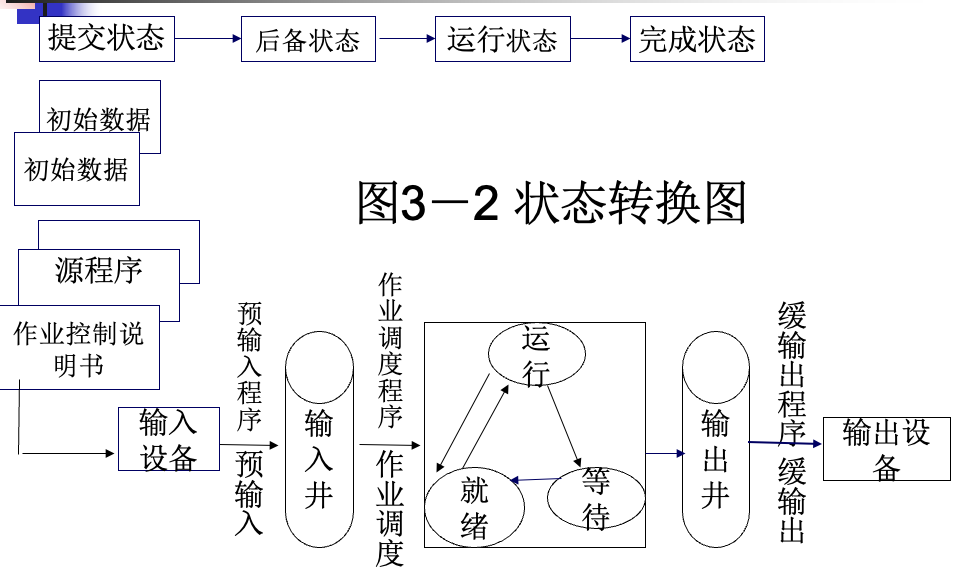 提交状态
后备状态
运行状态
完成状态
初始数据
初始数据
图3－2 状态转换图
源程序
作业控制说
明书
输入
设备
预输入程序
预输入
输入井
作业调度程序
作业调度
运
行
就
绪
等
待
输出井
缓输出程序
缓输出
输出设
备